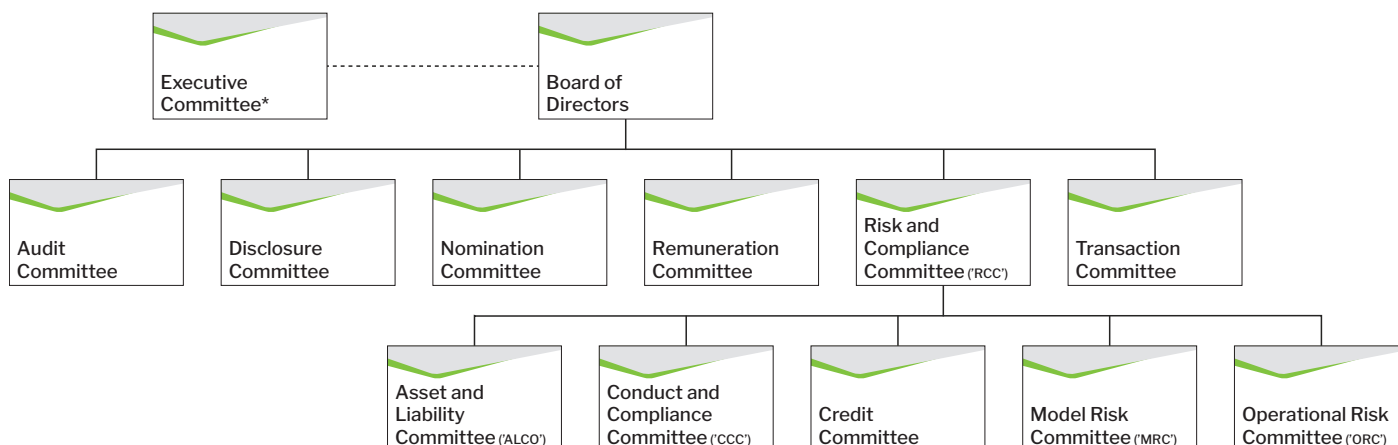 Executive
Committee*
Board of
Directors
Audit
Committee
Disclosure
Committee
Nomination
Committee
Remuneration
Committee
Risk and
Compliance
Committee ('RCC')
Transaction
Committee
Asset and
Liability
Committee ('ALCO')
Conduct and
Compliance
Committee ('CCC')
Credit
Committee
Model Risk
Committee ('MRC')
Operational Risk
Committee ('ORC')